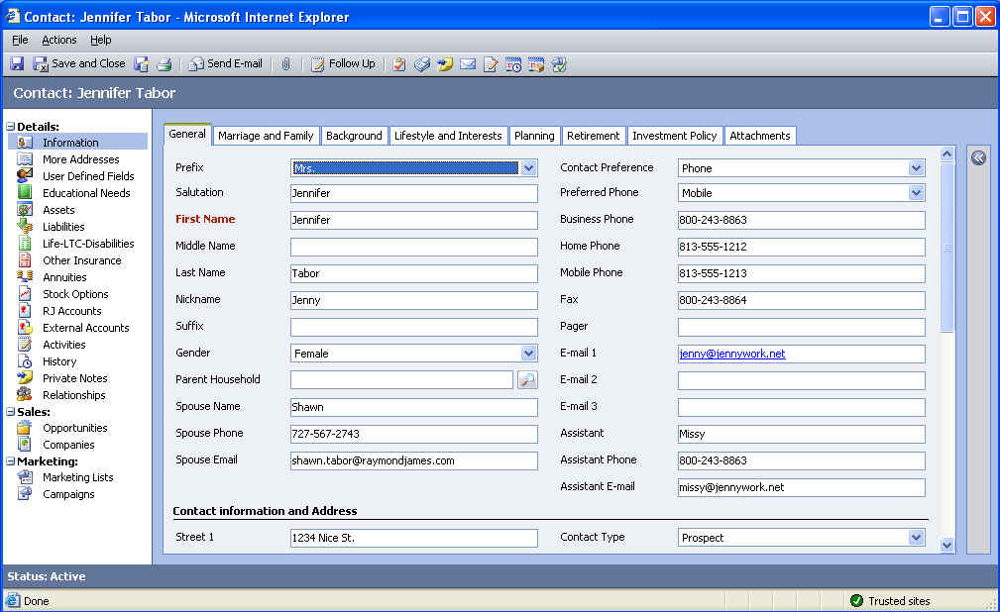 Contact: Jennifer Tabor - Microsoft Internet Explorer
File Actions Help
Save and Close Send E-mail Follow Up
Contact: Jennifer Tabor
Details:
Information
More Addresses
User Defined Fields
Educational Needs
Assets
Liabilities
Life-LTC-Disabilities
Other Insurance
Annuities
Stock Options
RJ Accounts
External Accounts
Activities
History
Private Notes
Relationships
Sales:
Opportunities
Companies
Marketing:
Marketing Lists
Campaigns
General Marriage and Family Background Lifestyle and Interests Planning Retirement Investment Policy Attachments
Prefix Mrs. Contact Preference Phone
Salutation Jennifer Preferred Phone Mobile
First Name Jennifer Business Phone 800-243-8863
Middle Name Home Phone 813-555-1212
Last Name Tabor Mobile Phone 813-555-1213
Nickname Jenny Fax 800-243-8864
Suffix Pager
Gender Female E-mail 1 jenny@jennywork.net
Parent Household E-mail 2
Spouse Name Shawn E-mail 3
Spouse Phone 727-567-2743 Assistant Missy
Spouse Email shawn.tabor@raymondjames.com Assistant Phone 800-243-8863
Assistant E-mail missy@jennywork.net
Contact information and Address
Street 1 1234 Nice St. Contact Type Prospect
Status: Active
Done Trusted sites